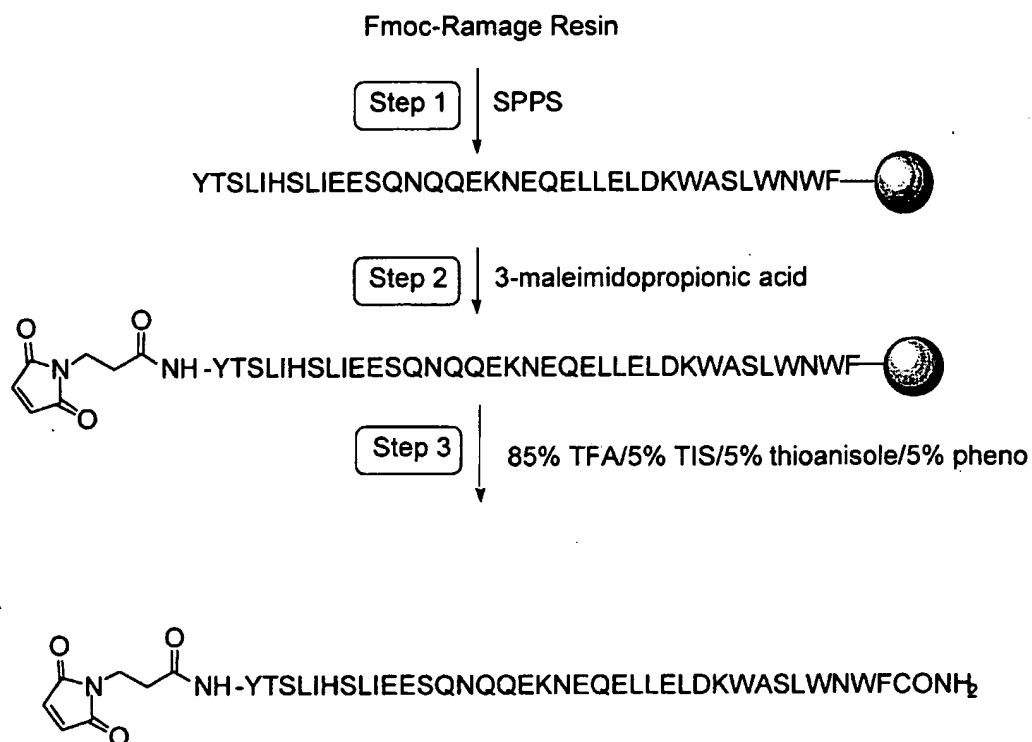 Fmoc-Ramage Resin
Step 1 SPPS
YTSLIHSLIEESQNQQEKNEQELLELDKWASLWNWF
Step 2 3-maleimidopropionic acid
O O
N NH-YTSLIHSLIEESQNQQEKNEQELLELDKWASLWNWF
O
Step 3 85% TFA/5% TIS/5% thioanisole/5% pheno
O O
N NH-YTSLIHSLIEESQNQQEKNEQELLELDKWASLWNWFCONH2
O